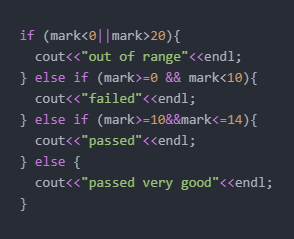 if (mark<0||mark>20){
  cout<<"out of range"<<endl;
} else if (mark>=0 && mark<10){
  cout<<"failed"<<endl;
} else if (mark>=10&&mark<=14){
  cout<<"passed"<<endl;
} else {
  cout<<"passed very good"<<endl;
}